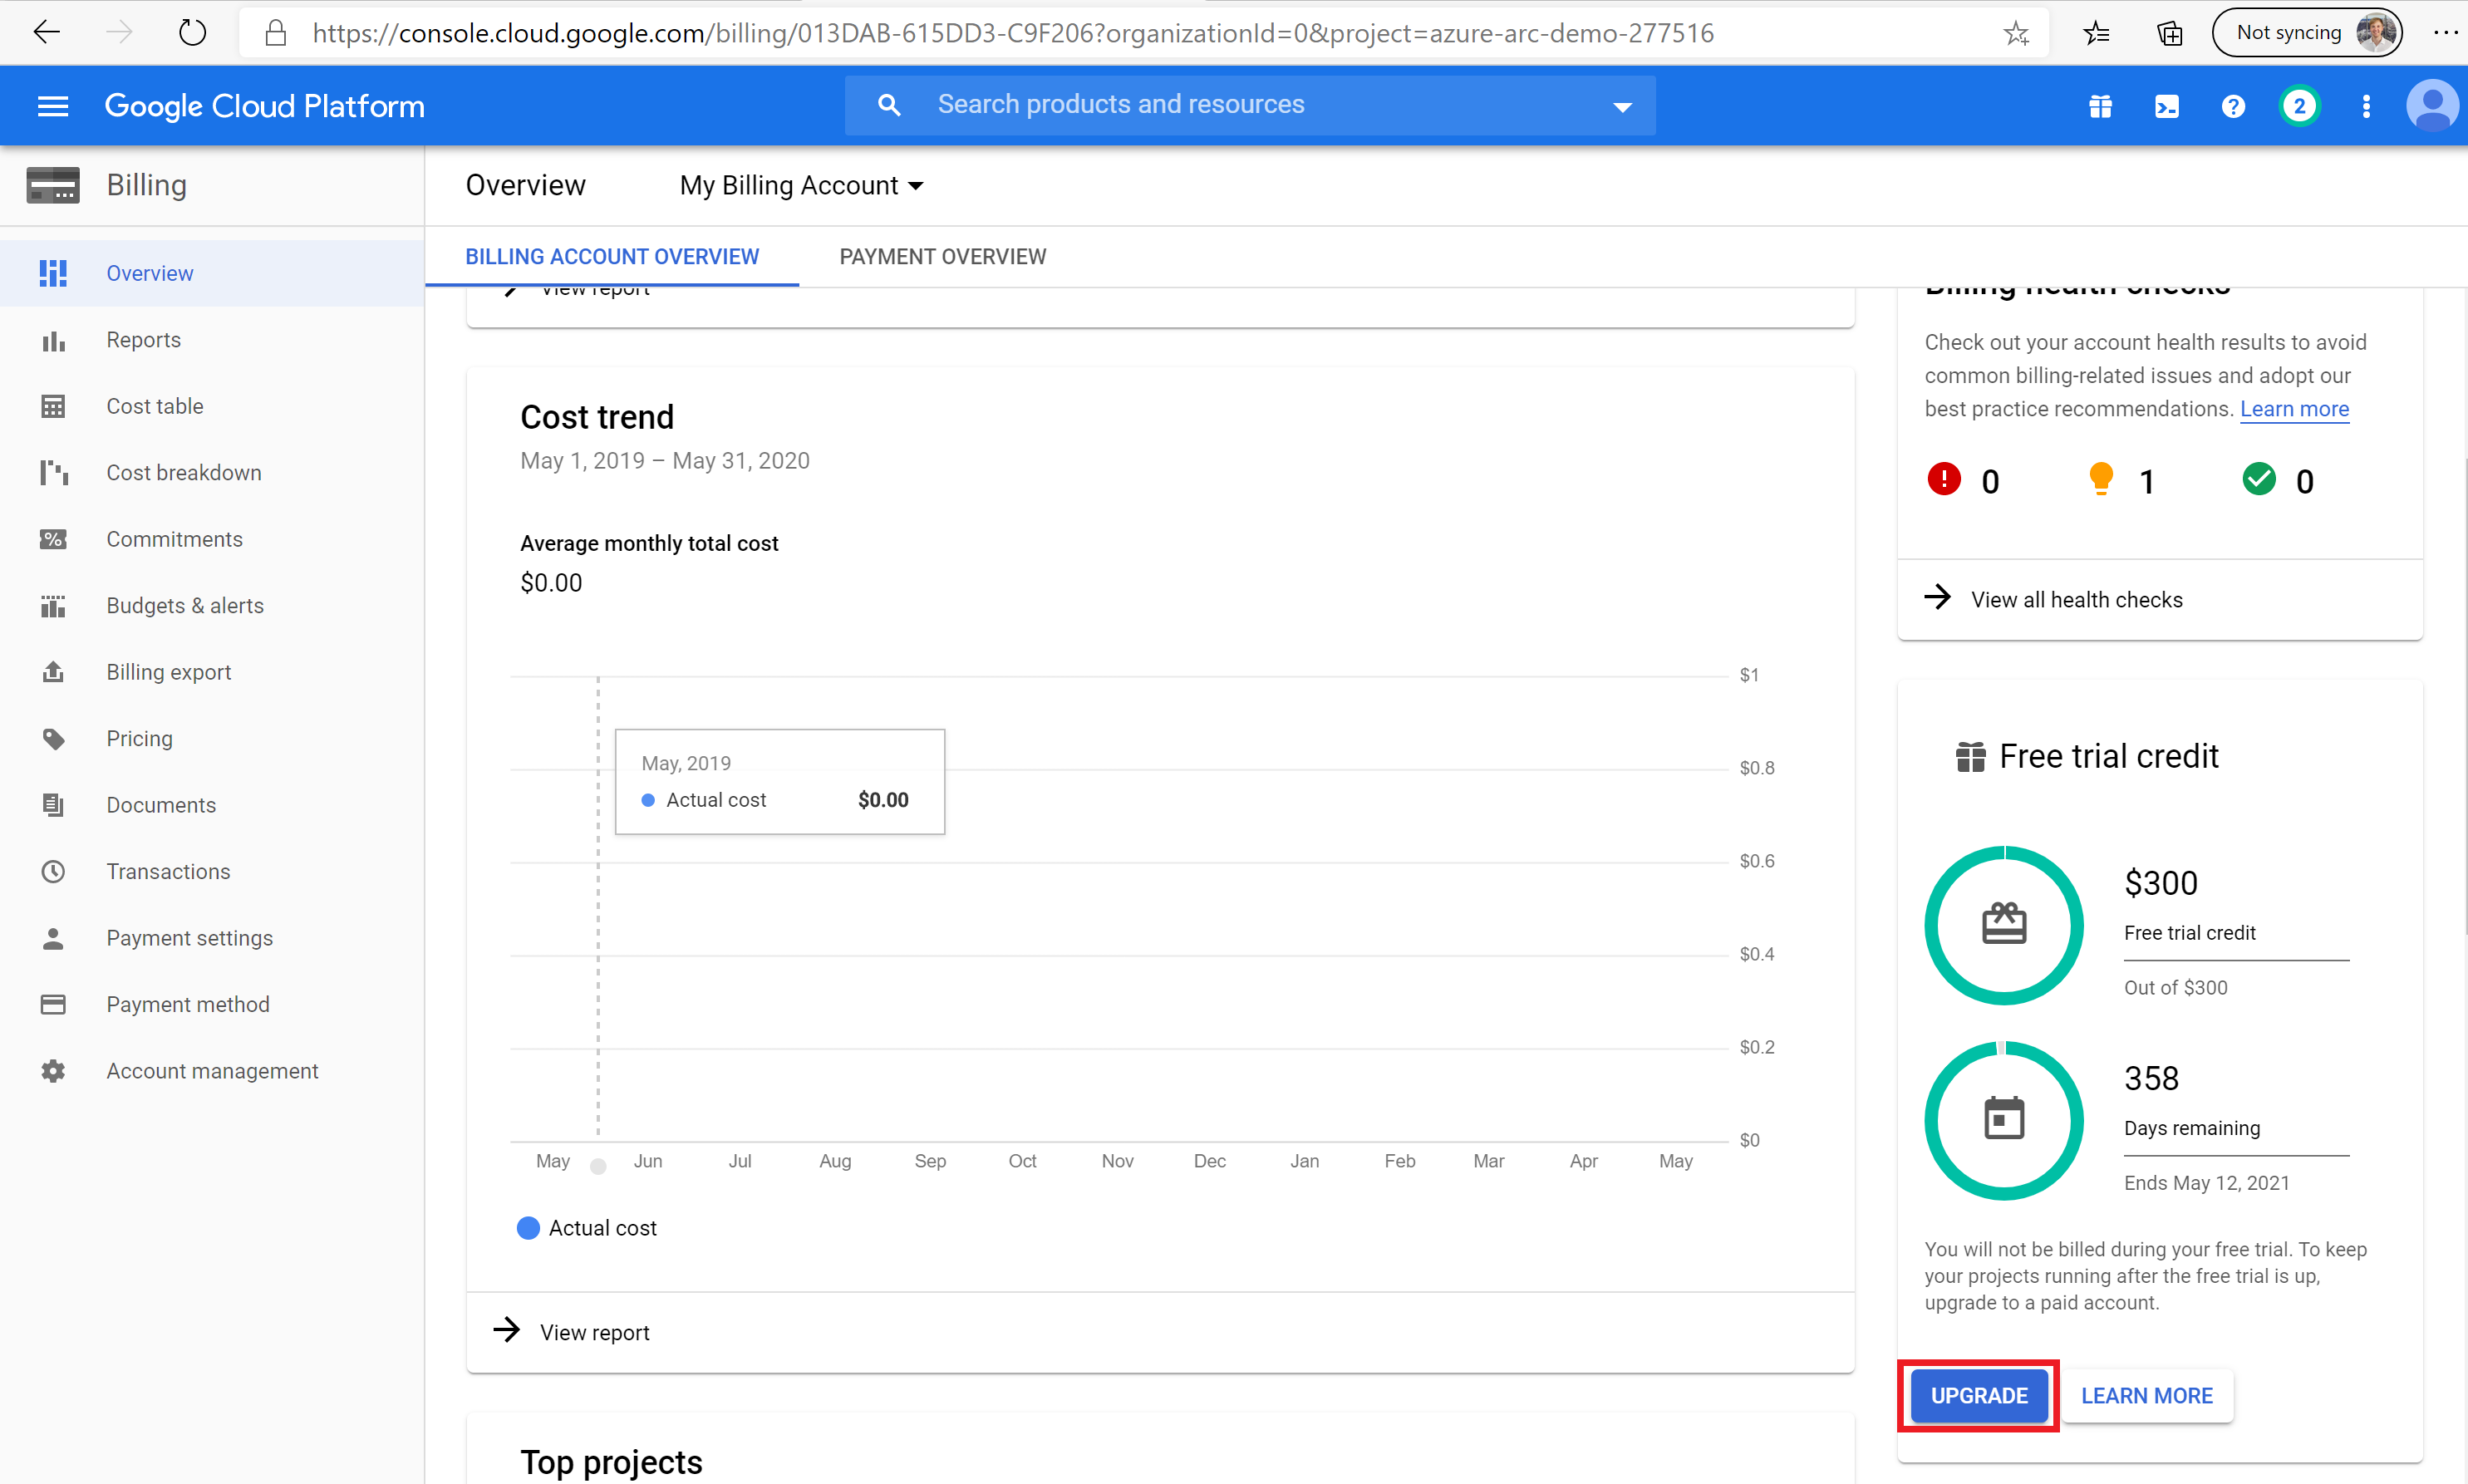 https://console.cloud.google.com/billing/013DAB-615DD3-C9F206?organizationId=0&project=azure-arc-demo-277516
Not syncing
Google Cloud Platform
Search products and resources
2
Billing
Overview
My Billing Account
BILLING ACCOUNT OVERVIEW
PAYMENT OVERVIEW
Overview
Reports
Cost table
Cost breakdown
Commitments
Budgets & alerts
Billing export
Pricing
Documents
Transactions
Payment settings
Payment method
Account management
View report
Cost trend
May 1, 2019 – May 31, 2020
Average monthly total cost
$0.00
$1
$0.8
$0.6
$0.4
$0.2
$0
May, 2019
Actual cost $0.00
May Jun Jul Aug Sep Oct Nov Dec Jan Feb Mar Apr May
Actual cost
View report
Top projects
Billing health checks
Check out your account health results to avoid
common billing-related issues and adopt our
best practice recommendations. Learn more
0 1 0
View all health checks
Free trial credit
$300
Free trial credit
Out of $300
358
Days remaining
Ends May 12, 2021
You will not be billed during your free trial. To keep
your projects running after the free trial is up,
upgrade to a paid account.
UPGRADE
LEARN MORE